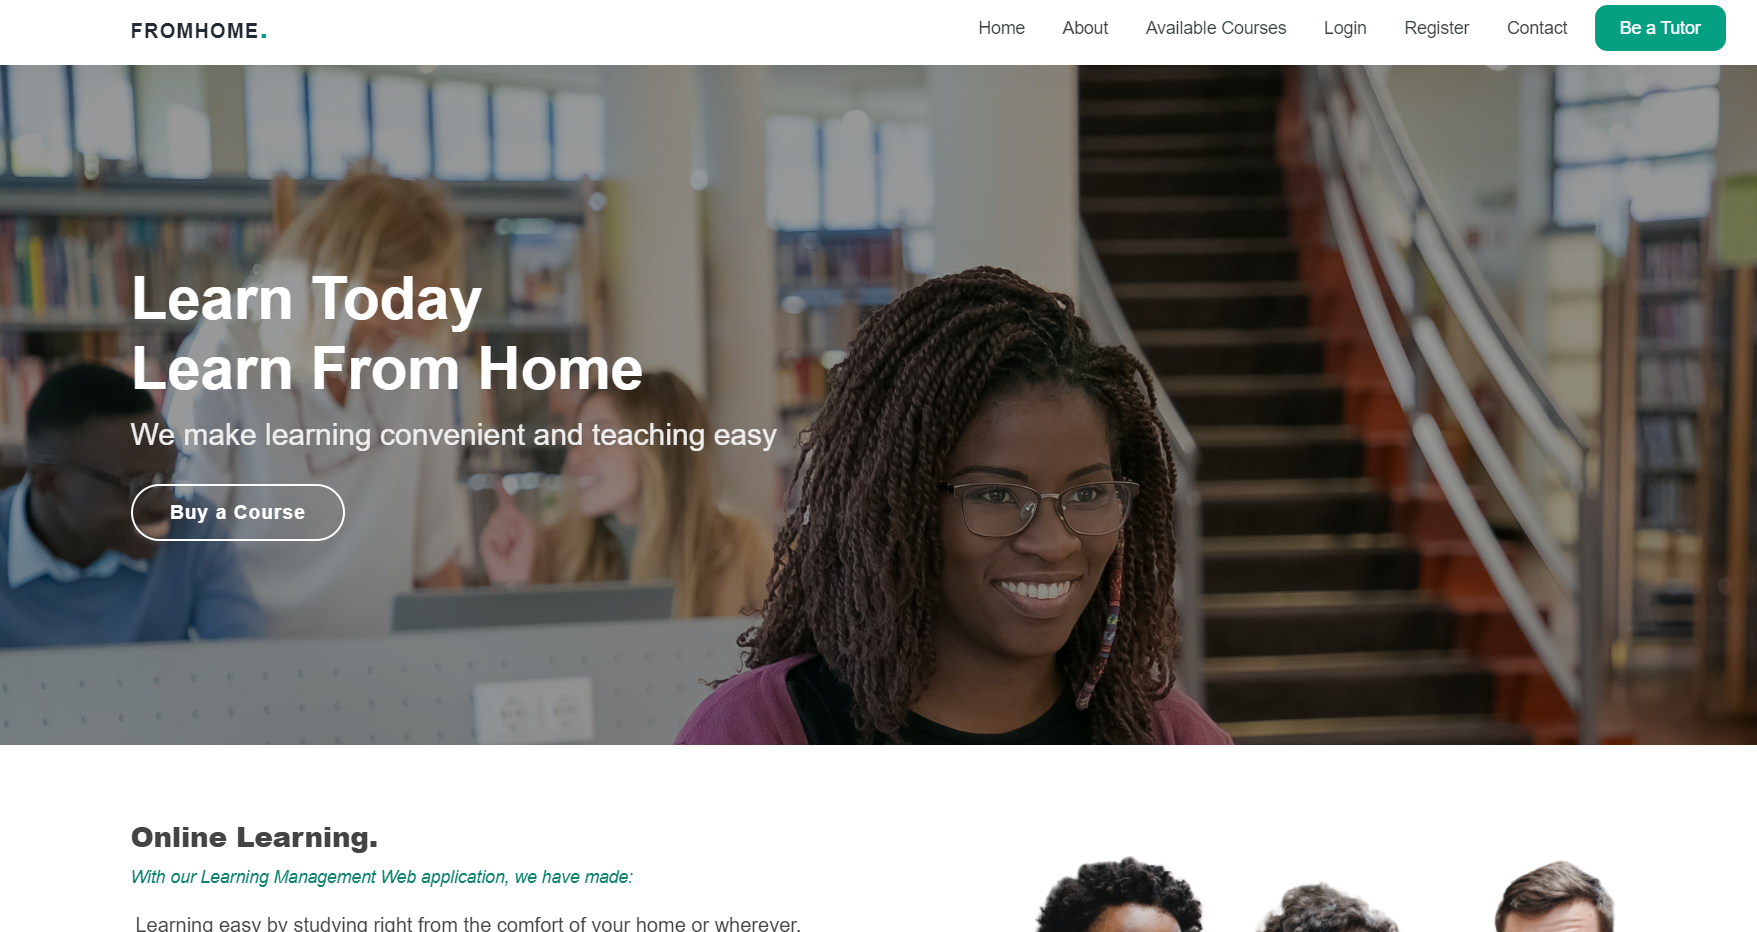 FROMHOME.
Home About Available Courses Login Register Contact Be a Tutor
Learn Today
Learn From Home
We make learning convenient and teaching easy
Buy a Course
Online Learning.
With our Learning Management Web application, we have made:
Learning easy by studying right from the comfort of your home or wherever.